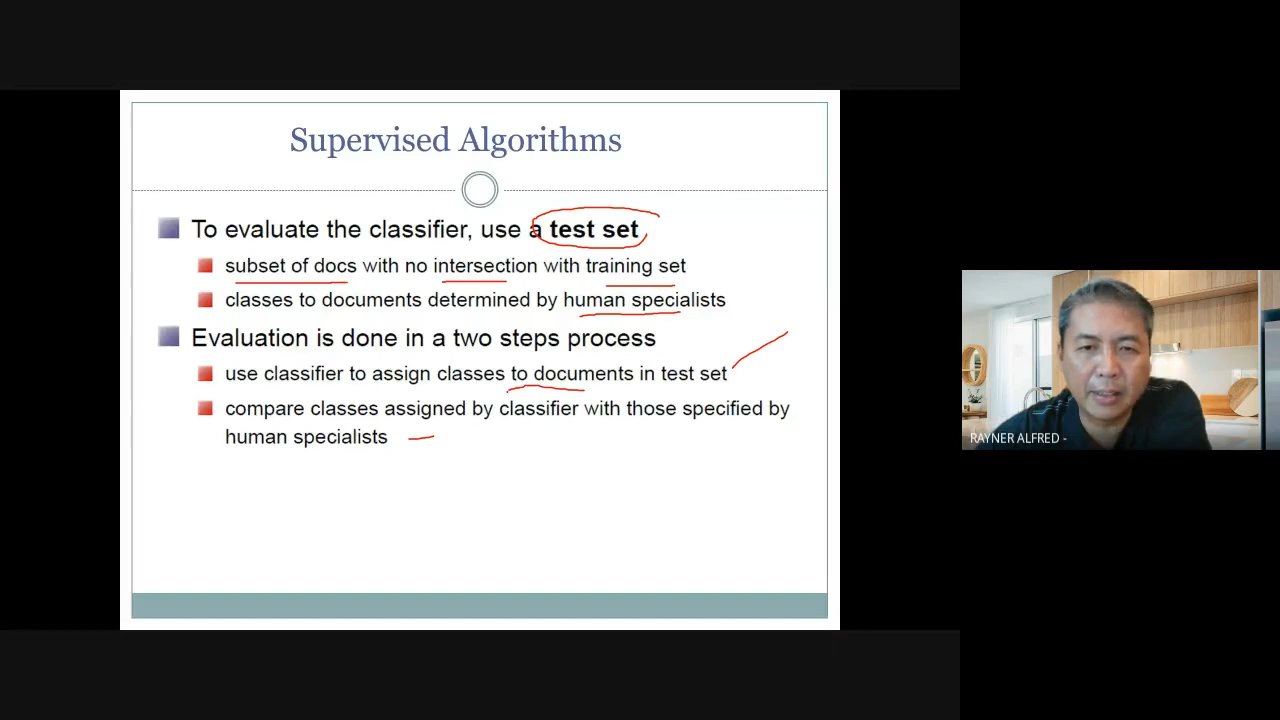 Supervised Algorithms
To evaluate the classifier, use a test set
subset of docs with no intersection with training set
classes to documents determined by human specialists
Evaluation is done in a two steps process
use classifier to assign classes to documents in test set
compare classes assigned by classifier with those specified by
human specialists
RAYNER ALFRED -